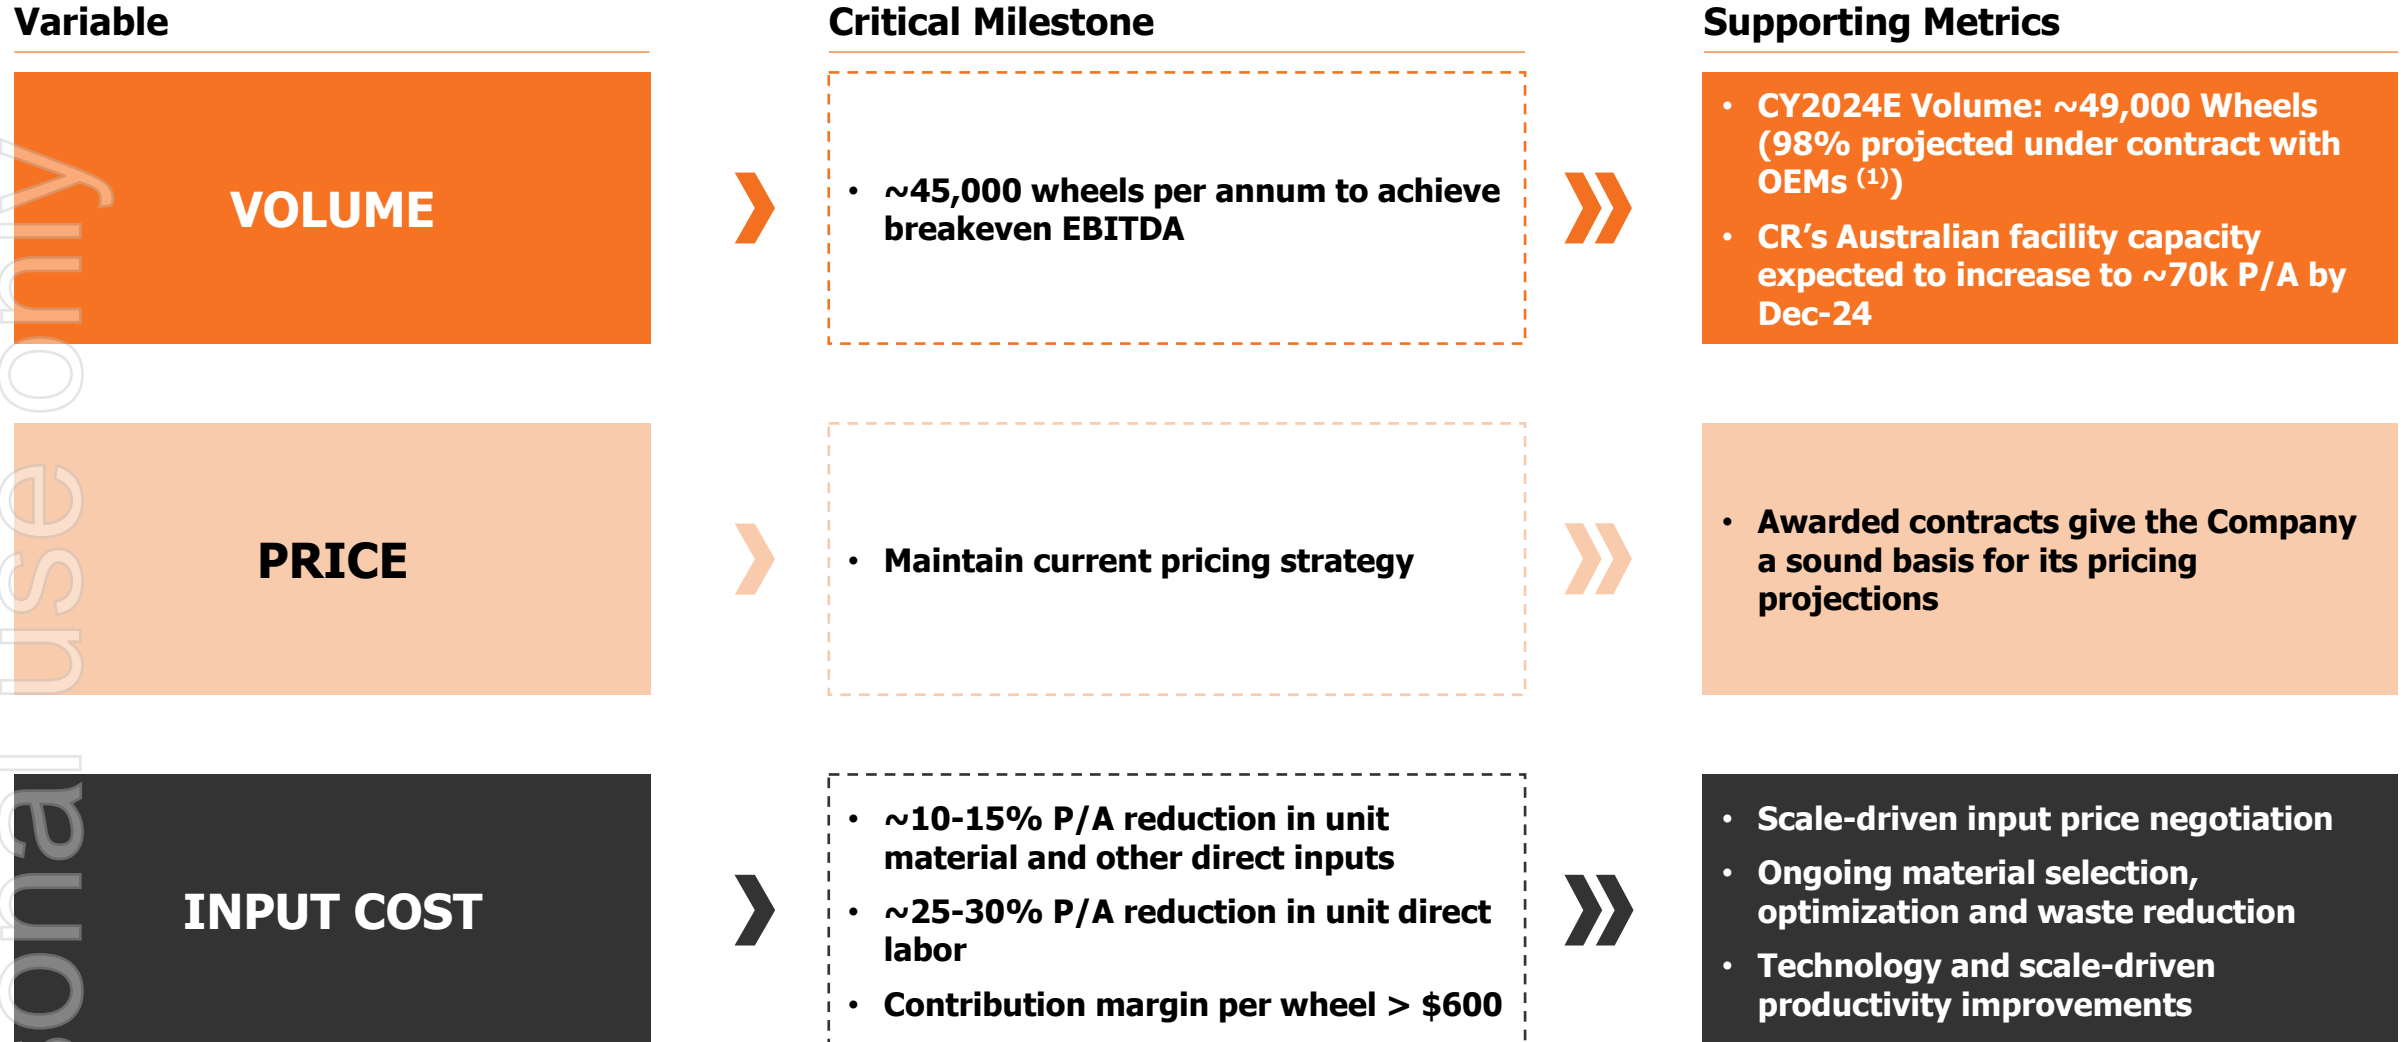 Variable
Critical Milestone
Supporting Metrics
VOLUME
• ~45,000 wheels per annum to achieve
breakeven EBITDA
• CY2024E Volume: ~49,000 Wheels
(98% projected under contract with
OEMs (1))
• CR’s Australian facility capacity
expected to increase to ~70k P/A by
Dec-24
PRICE
• Maintain current pricing strategy
• Awarded contracts give the Company
a sound basis for its pricing
projections
INPUT COST
• ~10-15% P/A reduction in unit
material and other direct inputs
• ~25-30% P/A reduction in unit direct
labor
• Contribution margin per wheel > $600
• Scale-driven input price negotiation
• Ongoing material selection,
optimization and waste reduction
• Technology and scale-driven
productivity improvements
sonal use only